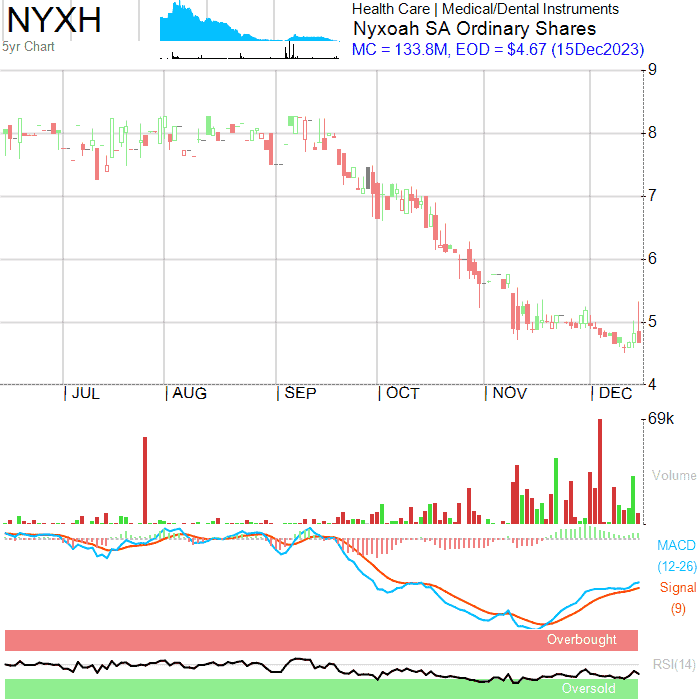 NYXH
5yr Chart
Health Care | Medical/Dental Instruments
Nyxoah SA Ordinary Shares
MC = 133.8M, EOD = $4.67 (15Dec2023)
9
8
7
6
5
4
JUL AUG SEP OCT NOV DEC
69k
Volume
MACD
(12-26)
Signal
(9)
Overbought
RSI(14)
Oversold